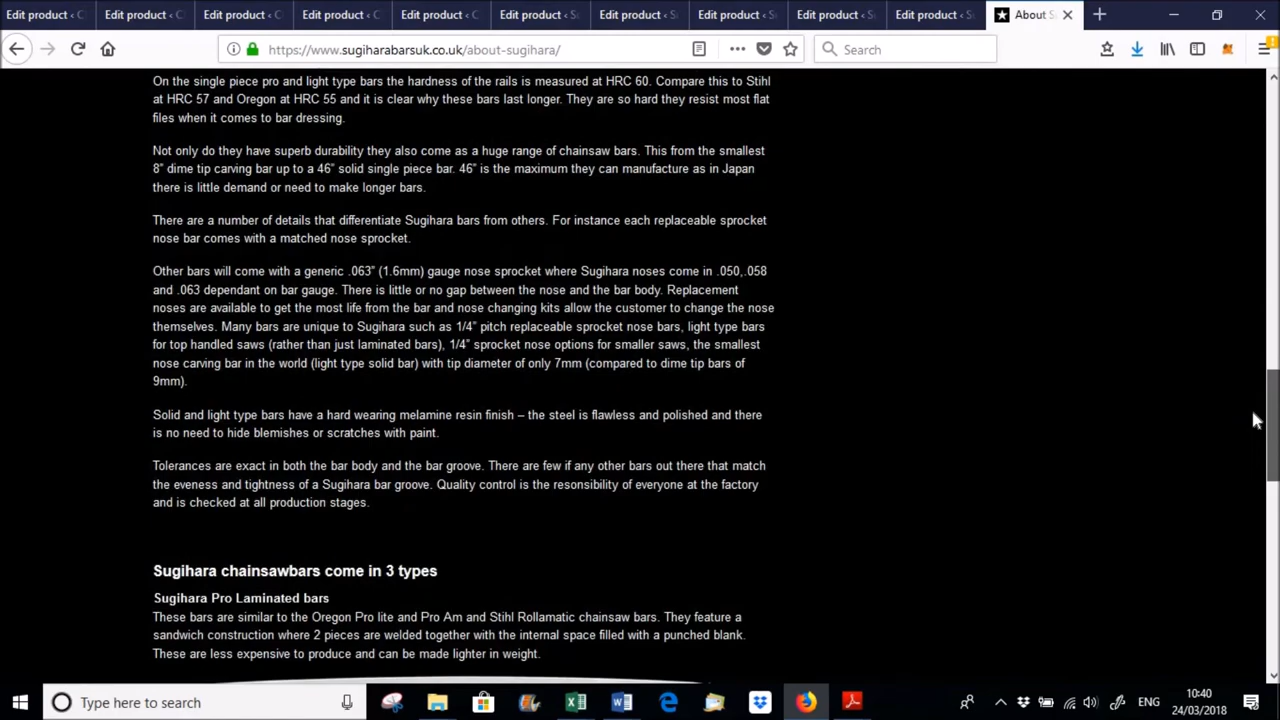 Edit product ‹ C
Edit product ‹ C
Edit product ‹ C
Edit product ‹ C
Edit product ‹ C
Edit product ‹ S
Edit product ‹ S
Edit product ‹ S
Edit product ‹ S
Edit product ‹ S
About S
https://www.sugiharabarsuk.co.uk/about-sugihara/
Search
On the single piece pro and light type bars the hardness of the rails is measured at HRC 60. Compare this to Stihl
at HRC 57 and Oregon at HRC 55 and it is clear why these bars last longer. They are so hard they resist most flat
files when it comes to bar dressing.
Not only do they have superb durability they also come as a huge range of chainsaw bars. This from the smallest
8” dime tip carving bar up to a 46” solid single piece bar. 46” is the maximum they can manufacture as in Japan
there is little demand or need to make longer bars.
There are a number of details that differentiate Sugihara bars from others. For instance each replaceable sprocket
nose bar comes with a matched nose sprocket.
Other bars will come with a generic .063” (1.6mm) gauge nose sprocket where Sugihara noses come in .050,.058
and .063 dependant on bar gauge. There is little or no gap between the nose and the bar body. Replacement
noses are available to get the most life from the bar and nose changing kits allow the customer to change the nose
themselves. Many bars are unique to Sugihara such as 1/4” pitch replaceable sprocket nose bars, light type bars
for top handled saws (rather than just laminated bars), 1/4” sprocket nose options for smaller saws, the smallest
nose carving bar in the world (light type solid bar) with tip diameter of only 7mm (compared to dime tip bars of
9mm).
Solid and light type bars have a hard wearing melamine resin finish – the steel is flawless and polished and there
is no need to hide blemishes or scratches with paint.
Tolerances are exact in both the bar body and the bar groove. There are few if any other bars out there that match
the eveness and tightness of a Sugihara bar groove. Quality control is the resonsibility of everyone at the factory
and is checked at all production stages.
Sugihara chainsawbars come in 3 types
Sugihara Pro Laminated bars
These bars are similar to the Oregon Pro lite and Pro Am and Stihl Rollamatic chainsaw bars. They feature a
sandwich construction where 2 pieces are welded together with the internal space filled with a punched blank.
These are less expensive to produce and can be made lighter in weight.
Type here to search
ENG
10:40
24/03/2018